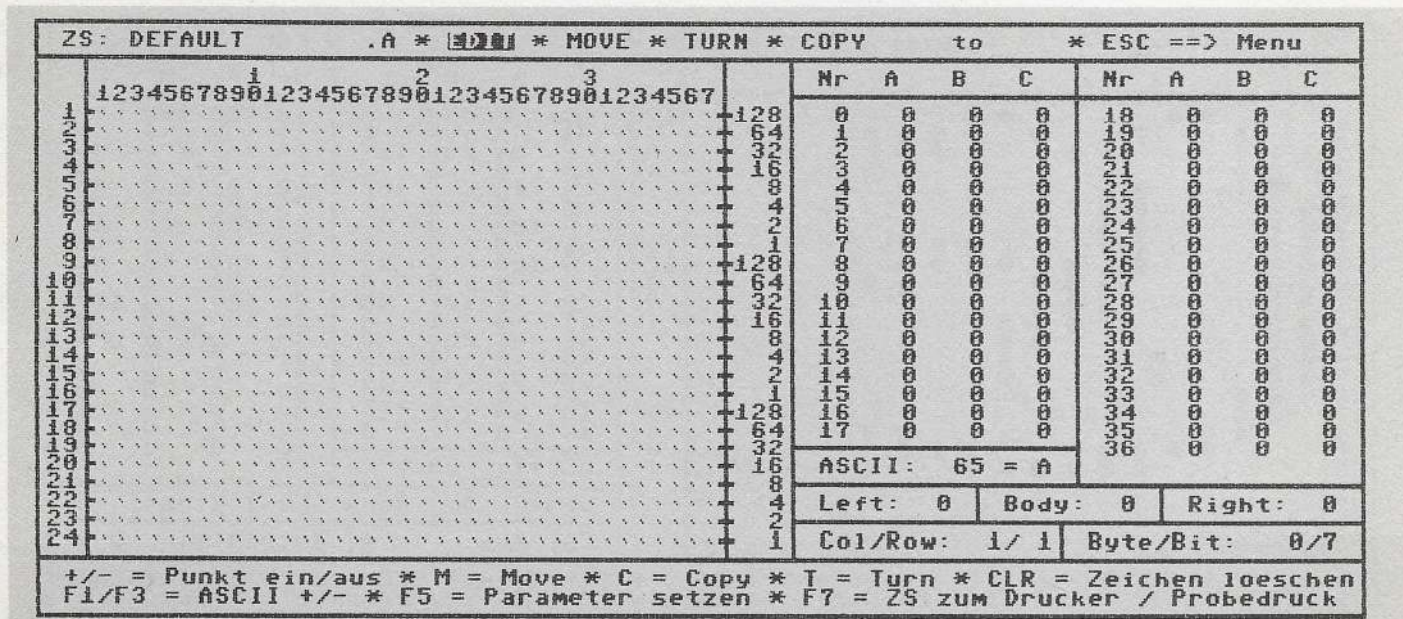 ZS: DEFAULT .A * * MOVE * TURN * COPY to * ESC ==> Menu
1 2 3
1234567890123456789012345678901234567
1 128
2 64
3 32
4 16
5 8
6 4
7 2
8 1
9 128
10 64
11 32
12 16
13 8
14 4
15 2
16 1
17 128
18 64
19 32
20 16
21 8
22 4
23 2
24 1
Nr A B C Nr A B C
0 0 0 0 18 0 0 0
1 0 0 0 19 0 0 0
2 0 0 0 20 0 0 0
3 0 0 0 21 0 0 0
4 0 0 0 22 0 0 0
5 0 0 0 23 0 0 0
6 0 0 0 24 0 0 0
7 0 0 0 25 0 0 0
8 0 0 0 26 0 0 0
9 0 0 0 27 0 0 0
10 0 0 0 28 0 0 0
11 0 0 0 29 0 0 0
12 0 0 0 30 0 0 0
13 0 0 0 31 0 0 0
14 0 0 0 32 0 0 0
15 0 0 0 33 0 0 0
16 0 0 0 34 0 0 0
17 0 0 0 35 0 0 0
36 0 0 0
ASCII: 65 = A
Left: 0 Body: 0 Right: 0
Col/Row: 1/ 1 Byte/Bit: 0/7
+/- = Punkt ein/aus * M = Move * C = Copy * T = Turn * CLR = Zeichen loeschen
F1/F3 = ASCII +/- * F5 = Parameter setzen * F7 = ZS zum Drucker / Probedruck